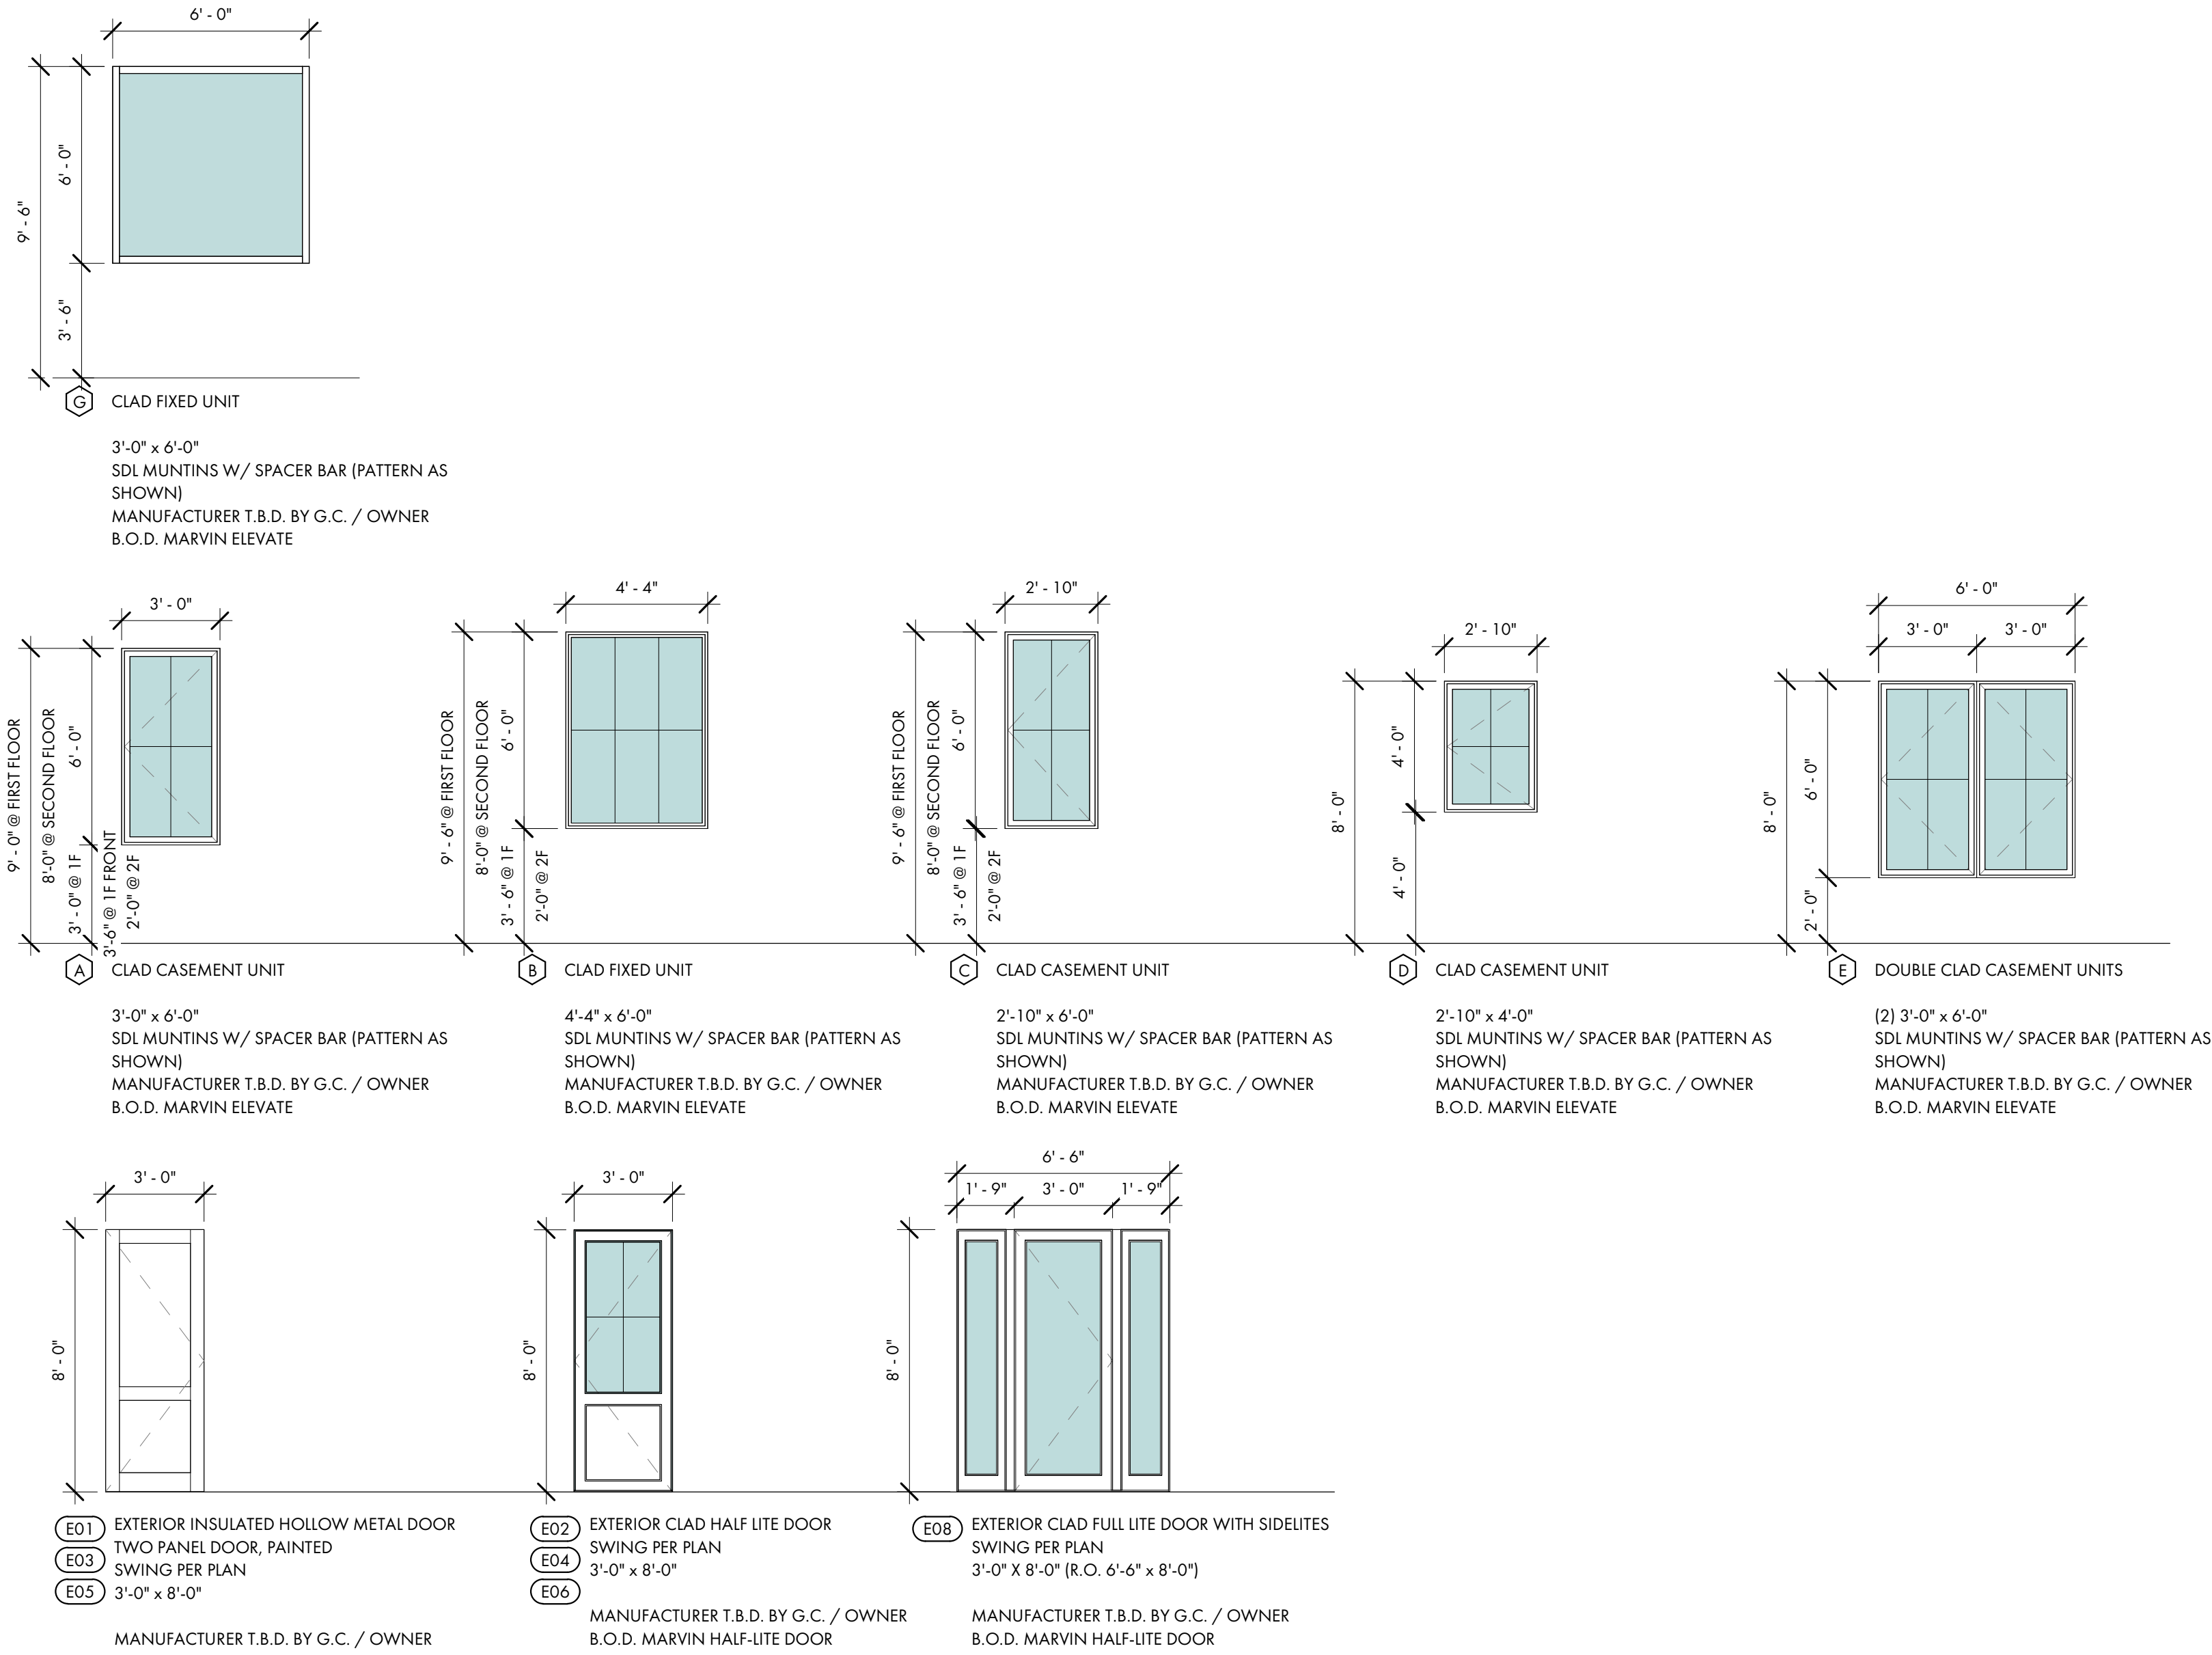 6' - 0"
9' - 6"
6' - 0"
3' - 6"
G CLAD FIXED UNIT
3'-0" x 6'-0"
SDL MUNTINS W/ SPACER BAR (PATTERN AS
SHOWN)
MANUFACTURER T.B.D. BY G.C. / OWNER
B.O.D. MARVIN ELEVATE
3' - 0"
9' - 0" @ FIRST FLOOR
8'-0" @ SECOND FLOOR
6' - 0"
3' - 0" @ 1F
3'-6" @ 1F FRONT
2'-0" @ 2F
A CLAD CASEMENT UNIT
3'-0" x 6'-0"
SDL MUNTINS W/ SPACER BAR (PATTERN AS
SHOWN)
MANUFACTURER T.B.D. BY G.C. / OWNER
B.O.D. MARVIN ELEVATE
4' - 4"
9' - 6" @ FIRST FLOOR
8'-0" @ SECOND FLOOR
6' - 0"
3' - 6" @ 1F
2'-0" @ 2F
B CLAD FIXED UNIT
4'-4" x 6'-0"
SDL MUNTINS W/ SPACER BAR (PATTERN AS
SHOWN)
MANUFACTURER T.B.D. BY G.C. / OWNER
B.O.D. MARVIN ELEVATE
2' - 10"
9' - 6" @ FIRST FLOOR
8'-0" @ SECOND FLOOR
6' - 0"
3' - 6" @ 1F
2'-0" @ 2F
C CLAD CASEMENT UNIT
2'-10" x 6'-0"
SDL MUNTINS W/ SPACER BAR (PATTERN AS
SHOWN)
MANUFACTURER T.B.D. BY G.C. / OWNER
B.O.D. MARVIN ELEVATE
2' - 10"
8' - 0"
4' - 0"
4' - 0"
D CLAD CASEMENT UNIT
2'-10" x 4'-0"
SDL MUNTINS W/ SPACER BAR (PATTERN AS
SHOWN)
MANUFACTURER T.B.D. BY G.C. / OWNER
B.O.D. MARVIN ELEVATE
6' - 0"
3' - 0" 3' - 0"
8' - 0"
6' - 0"
2' - 0"
E DOUBLE CLAD CASEMENT UNITS
(2) 3'-0" x 6'-0"
SDL MUNTINS W/ SPACER BAR (PATTERN AS
SHOWN)
MANUFACTURER T.B.D. BY G.C. / OWNER
B.O.D. MARVIN ELEVATE
3' - 0"
8' - 0"
E01 EXTERIOR INSULATED HOLLOW METAL DOOR
E03 TWO PANEL DOOR, PAINTED
SWING PER PLAN
E05 3'-0" x 8'-0"
MANUFACTURER T.B.D. BY G.C. / OWNER
3' - 0"
8' - 0"
E02 EXTERIOR CLAD HALF LITE DOOR
E04 SWING PER PLAN
3'-0" x 8'-0"
E06
MANUFACTURER T.B.D. BY G.C. / OWNER
B.O.D. MARVIN HALF-LITE DOOR
6' - 6"
1' - 9" 3' - 0" 1' - 9"
8' - 0"
E08 EXTERIOR CLAD FULL LITE DOOR WITH SIDELITES
SWING PER PLAN
3'-0" X 8'-0" (R.O. 6'-6" x 8'-0")
MANUFACTURER T.B.D. BY G.C. / OWNER
B.O.D. MARVIN HALF-LITE DOOR